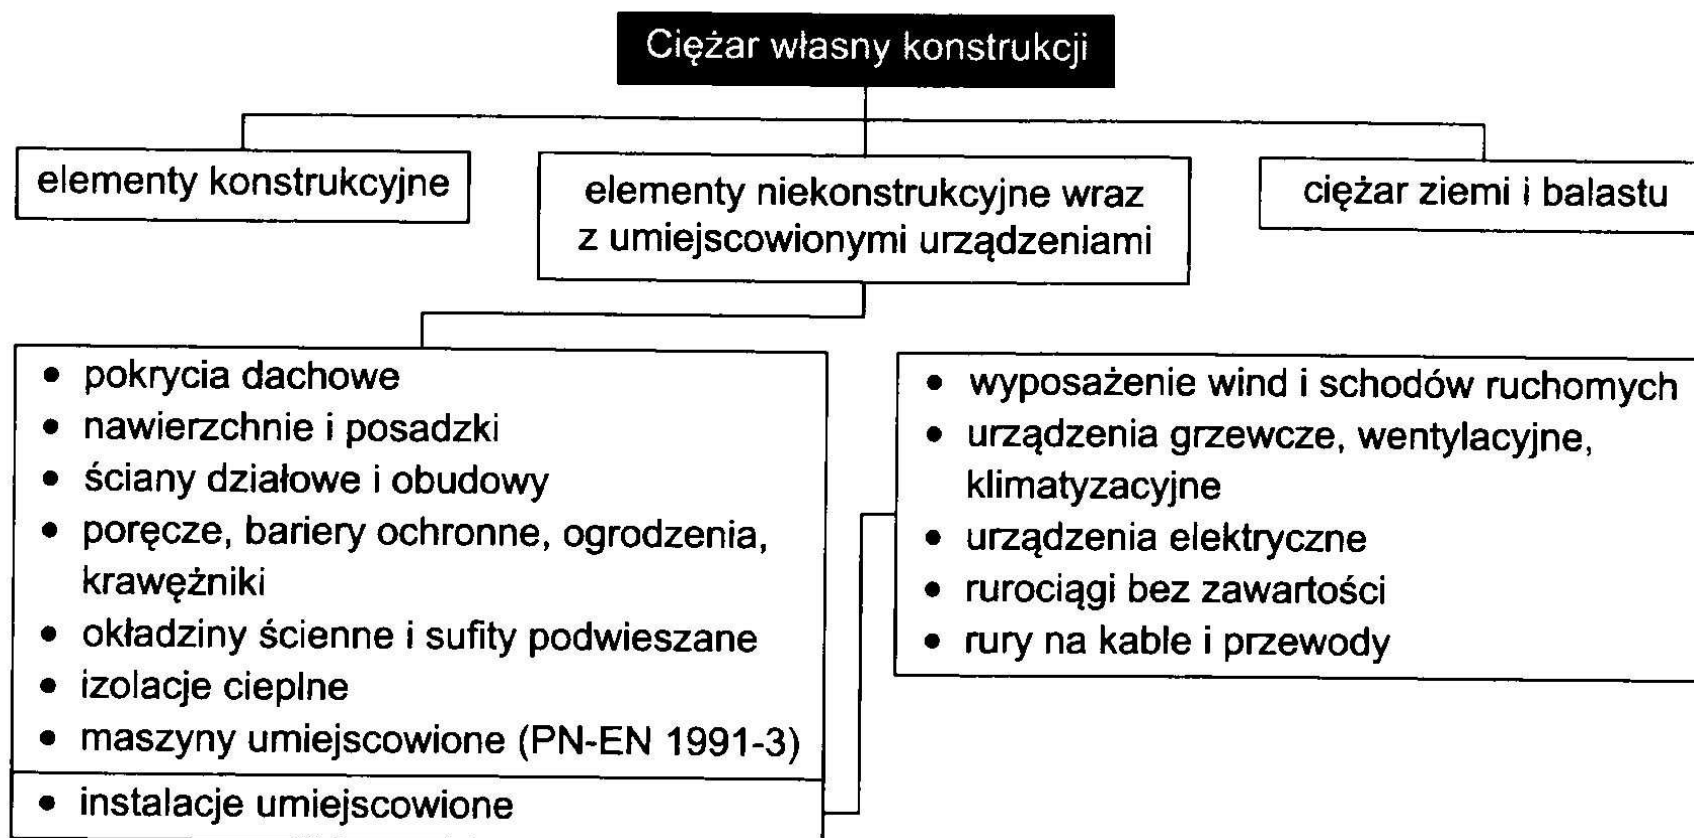 Ciężar własny konstrukcji
elementy konstrukcyjne
elementy niekonstrukcyjne wraz
z umiejscowionymi urządzeniami
ciężar ziemi i balastu
• pokrycia dachowe
• nawierzchnie i posadzki
• ściany działowe i obudowy
• poręcze, bariery ochronne, ogrodzenia,
krawężniki
• okładziny ścienne i sufity podwieszane
• izolacje cieplne
• maszyny umiejscowione (PN-EN 1991-3)
• instalacje umiejscowione
• wyposażenie wind i schodów ruchomych
• urządzenia grzewcze, wentylacyjne,
klimatyzacyjne
• urządzenia elektryczne
• rurociągi bez zawartości
• rury na kable i przewody